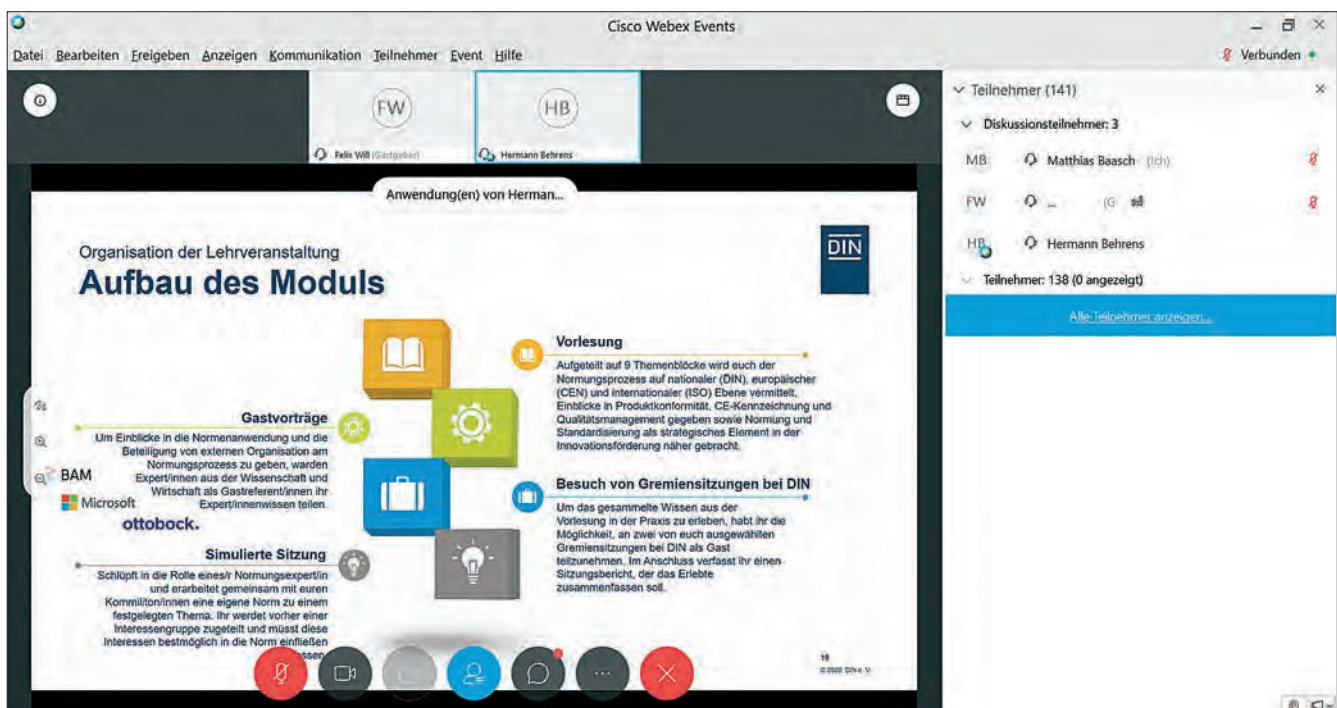 Cisco Webex Events
Datei Bearbeiten Freigeben Anzeigen Kommunikation Teilnehmer Event Hilfe
Verbunden
FW
Felix Will (Gastgeber)
HB
Hermann Behrens
Anwendung(en) von Herman...
Organisation der Lehrveranstaltung
Aufbau des Moduls
DIN
Vorlesung
Aufgeteilt auf 9 Themenblöcke wird euch der
Normungsprozess auf nationaler (DIN), europäischer
(CEN) und internationaler (ISO) Ebene vermittelt,
Einblicke in Produktkonformität, CE-Kennzeichnung und
Qualitätsmanagement gegeben sowie Normung und
Standardisierung als strategisches Element in der
Innovationsförderung näher gebracht.
Gastvorträge
Um Einblicke in die Normenanwendung und die
Beteiligung von externen Organisation am
Normungsprozess zu geben, warden
Expert/innen aus der Wissenschaft und
Wirtschaft als Gastreferent/innen ihr
Expert/innenwissen teilen.
BAM
Microsoft
ottobock.
Besuch von Gremiensitzungen bei DIN
Um das gesammelte Wissen aus der
Vorlesung in der Praxis zu erleben, habt ihr die
Möglichkeit, an zwei von euch ausgewählten
Gremiensitzungen bei DIN als Gast
teilzunehmen. Im Anschluss verfasst ihr einen
Sitzungsbericht, der das Erlebte
zusammenfassen soll.
Simulierte Sitzung
Schlüpft in die Rolle eines/r Normungsexpert/in
und erarbeitet gemeinsam mit euren
Kommiliton/innen eine eigene Norm zu einem
festgelegten Thema. Ihr werdet vorher einer
Interessengruppe zugeteilt und müsst diese
Interessen bestmöglich in die Norm einfließen
19
© 2020 DIN e. V.
Teilnehmer (141)
Diskussionsteilnehmer: 3
MB Matthias Baasch (Ich)
FW ... (G
HB Hermann Behrens
Teilnehmer: 138 (0 angezeigt)
Alle Teilnehmer anzeigen...